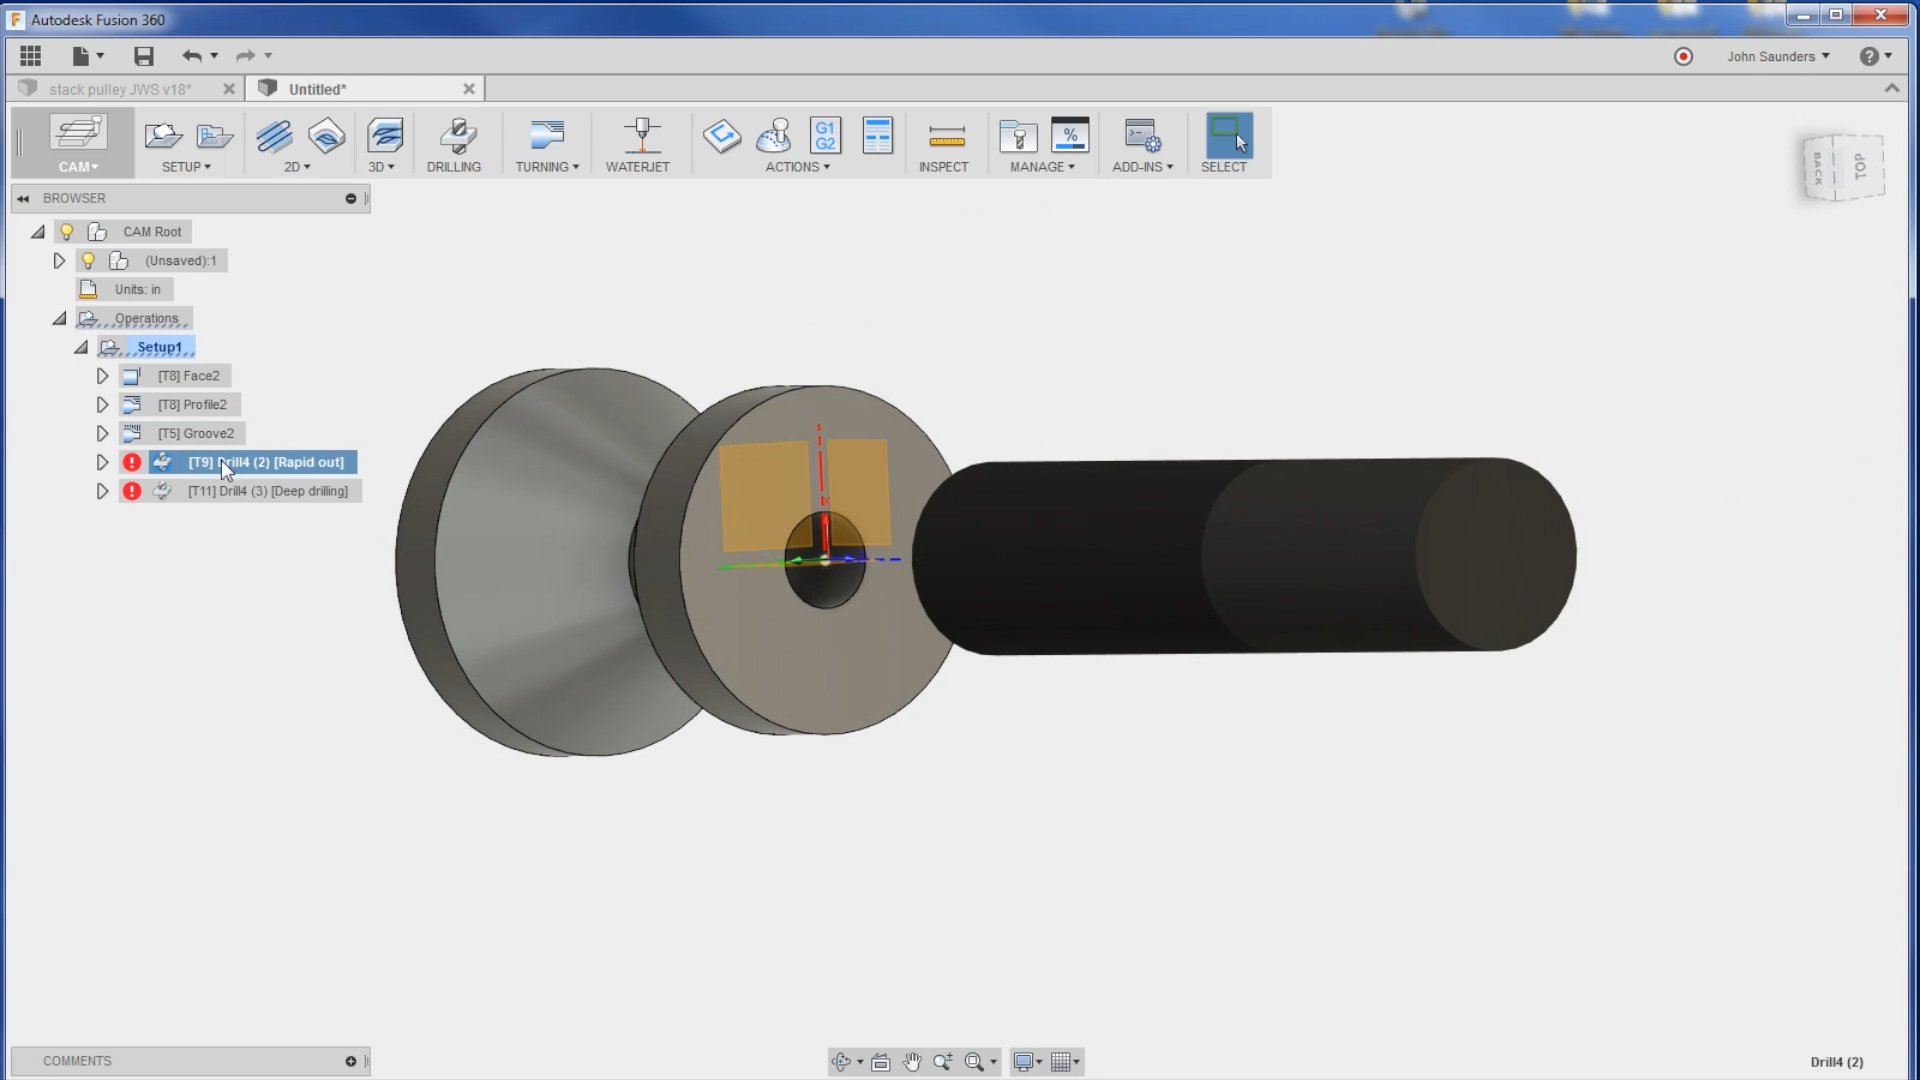 Autodesk Fusion 360
John Saunders
stack pulley JWS v18*
Untitled*
G1
G2
%
CAM
SETUP
2D
3D
DRILLING
TURNING
WATERJET
ACTIONS
INSPECT
MANAGE
ADD-INS
SELECT
BACK
TOP
BROWSER
CAM Root
(Unsaved):1
Units: in
Operations
Setup1
[T8] Face2
[T8] Profile2
[T5] Groove2
[T9] Drill4 (2) [Rapid out]
[T11] Drill4 (3) [Deep drilling]
COMMENTS
Drill4 (2)